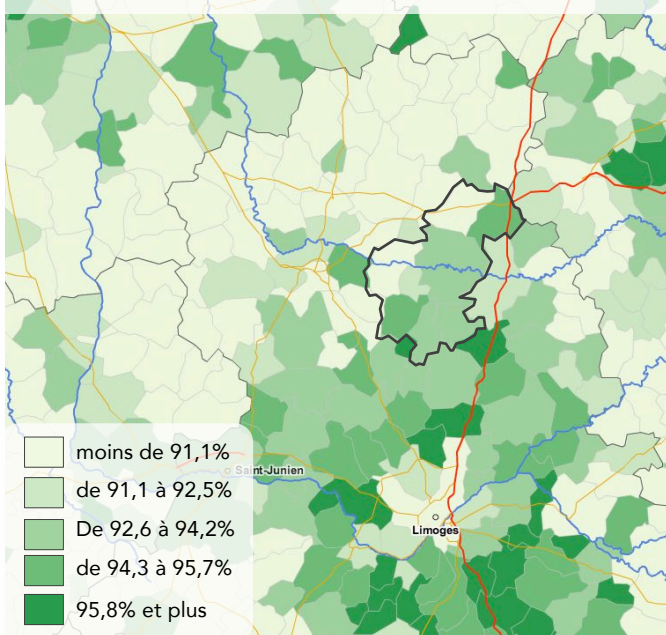 moins de 91,1%
Saint-Junien
de 91,1 à 92,5%
De 92,6 à 94,2%
Limoges
de 94,3 à 95,7%
95,8% et plus